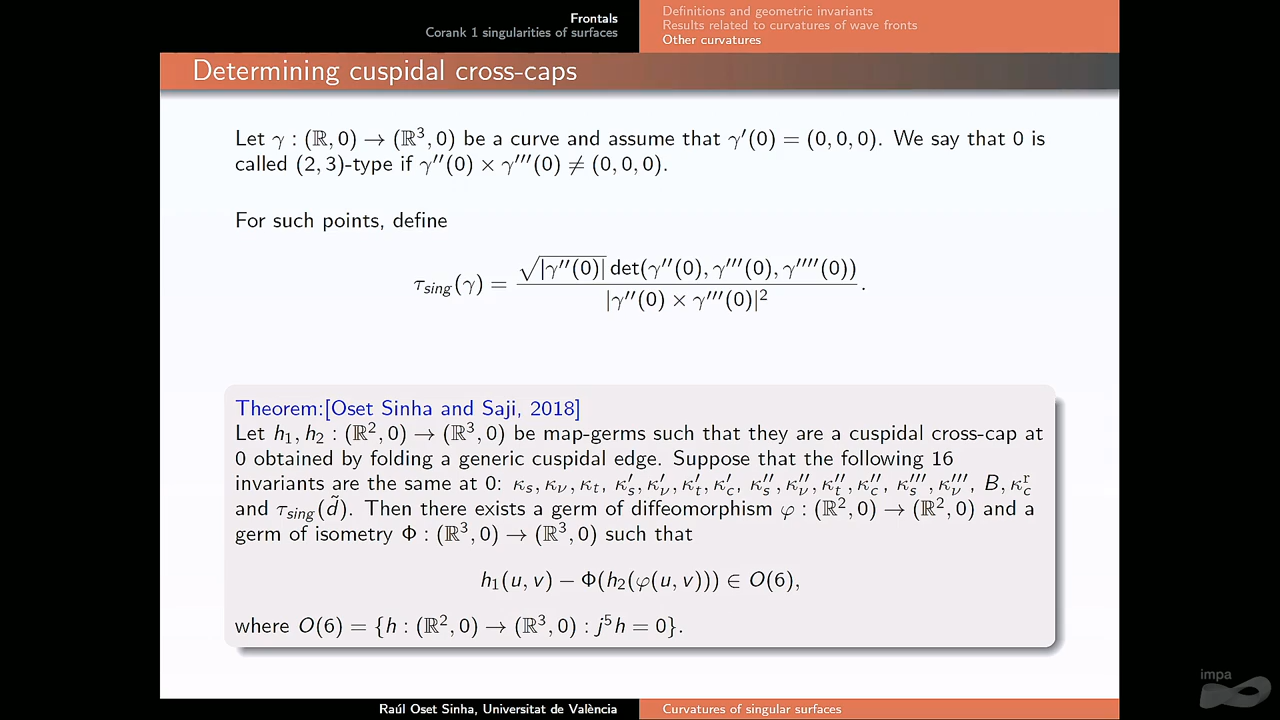 Frontals
Corank 1 singularities of surfaces
Definitions and geometric invariants
Results related to curvatures of wave fronts
Other curvatures
Determining cuspidal cross-caps
Let γ : (ℝ, 0) → (ℝ³, 0) be a curve and assume that γ′(0) = (0, 0, 0). We say that 0 is
called (2, 3)-type if γ′′(0) × γ′′′(0) ≠ (0, 0, 0).
For such points, define
τ_sing(γ) = √|γ′′(0)| det(γ′′(0), γ′′′(0), γ′′′′(0)) / |γ′′(0) × γ′′′(0)|² .
Theorem:[Oset Sinha and Saji, 2018]
Let h₁, h₂ : (ℝ², 0) → (ℝ³, 0) be map-germs such that they are a cuspidal cross-cap at
0 obtained by folding a generic cuspidal edge. Suppose that the following 16
invariants are the same at 0: κ_s, κ_ν, κ_t, κ′_s, κ′_ν, κ′_t, κ′_c, κ′′_s, κ′′_ν, κ′′_t, κ′′_c, κ′′′_s, κ′′′_ν, B, κ^r_c
and τ_sing(d̃). Then there exists a germ of diffeomorphism φ : (ℝ², 0) → (ℝ², 0) and a
germ of isometry Φ : (ℝ³, 0) → (ℝ³, 0) such that
h₁(u, v) − Φ(h₂(φ(u, v))) ∈ O(6),
where O(6) = {h : (ℝ², 0) → (ℝ³, 0) : j⁵h = 0}.
impa
Raúl Oset Sinha, Universitat de València
Curvatures of singular surfaces